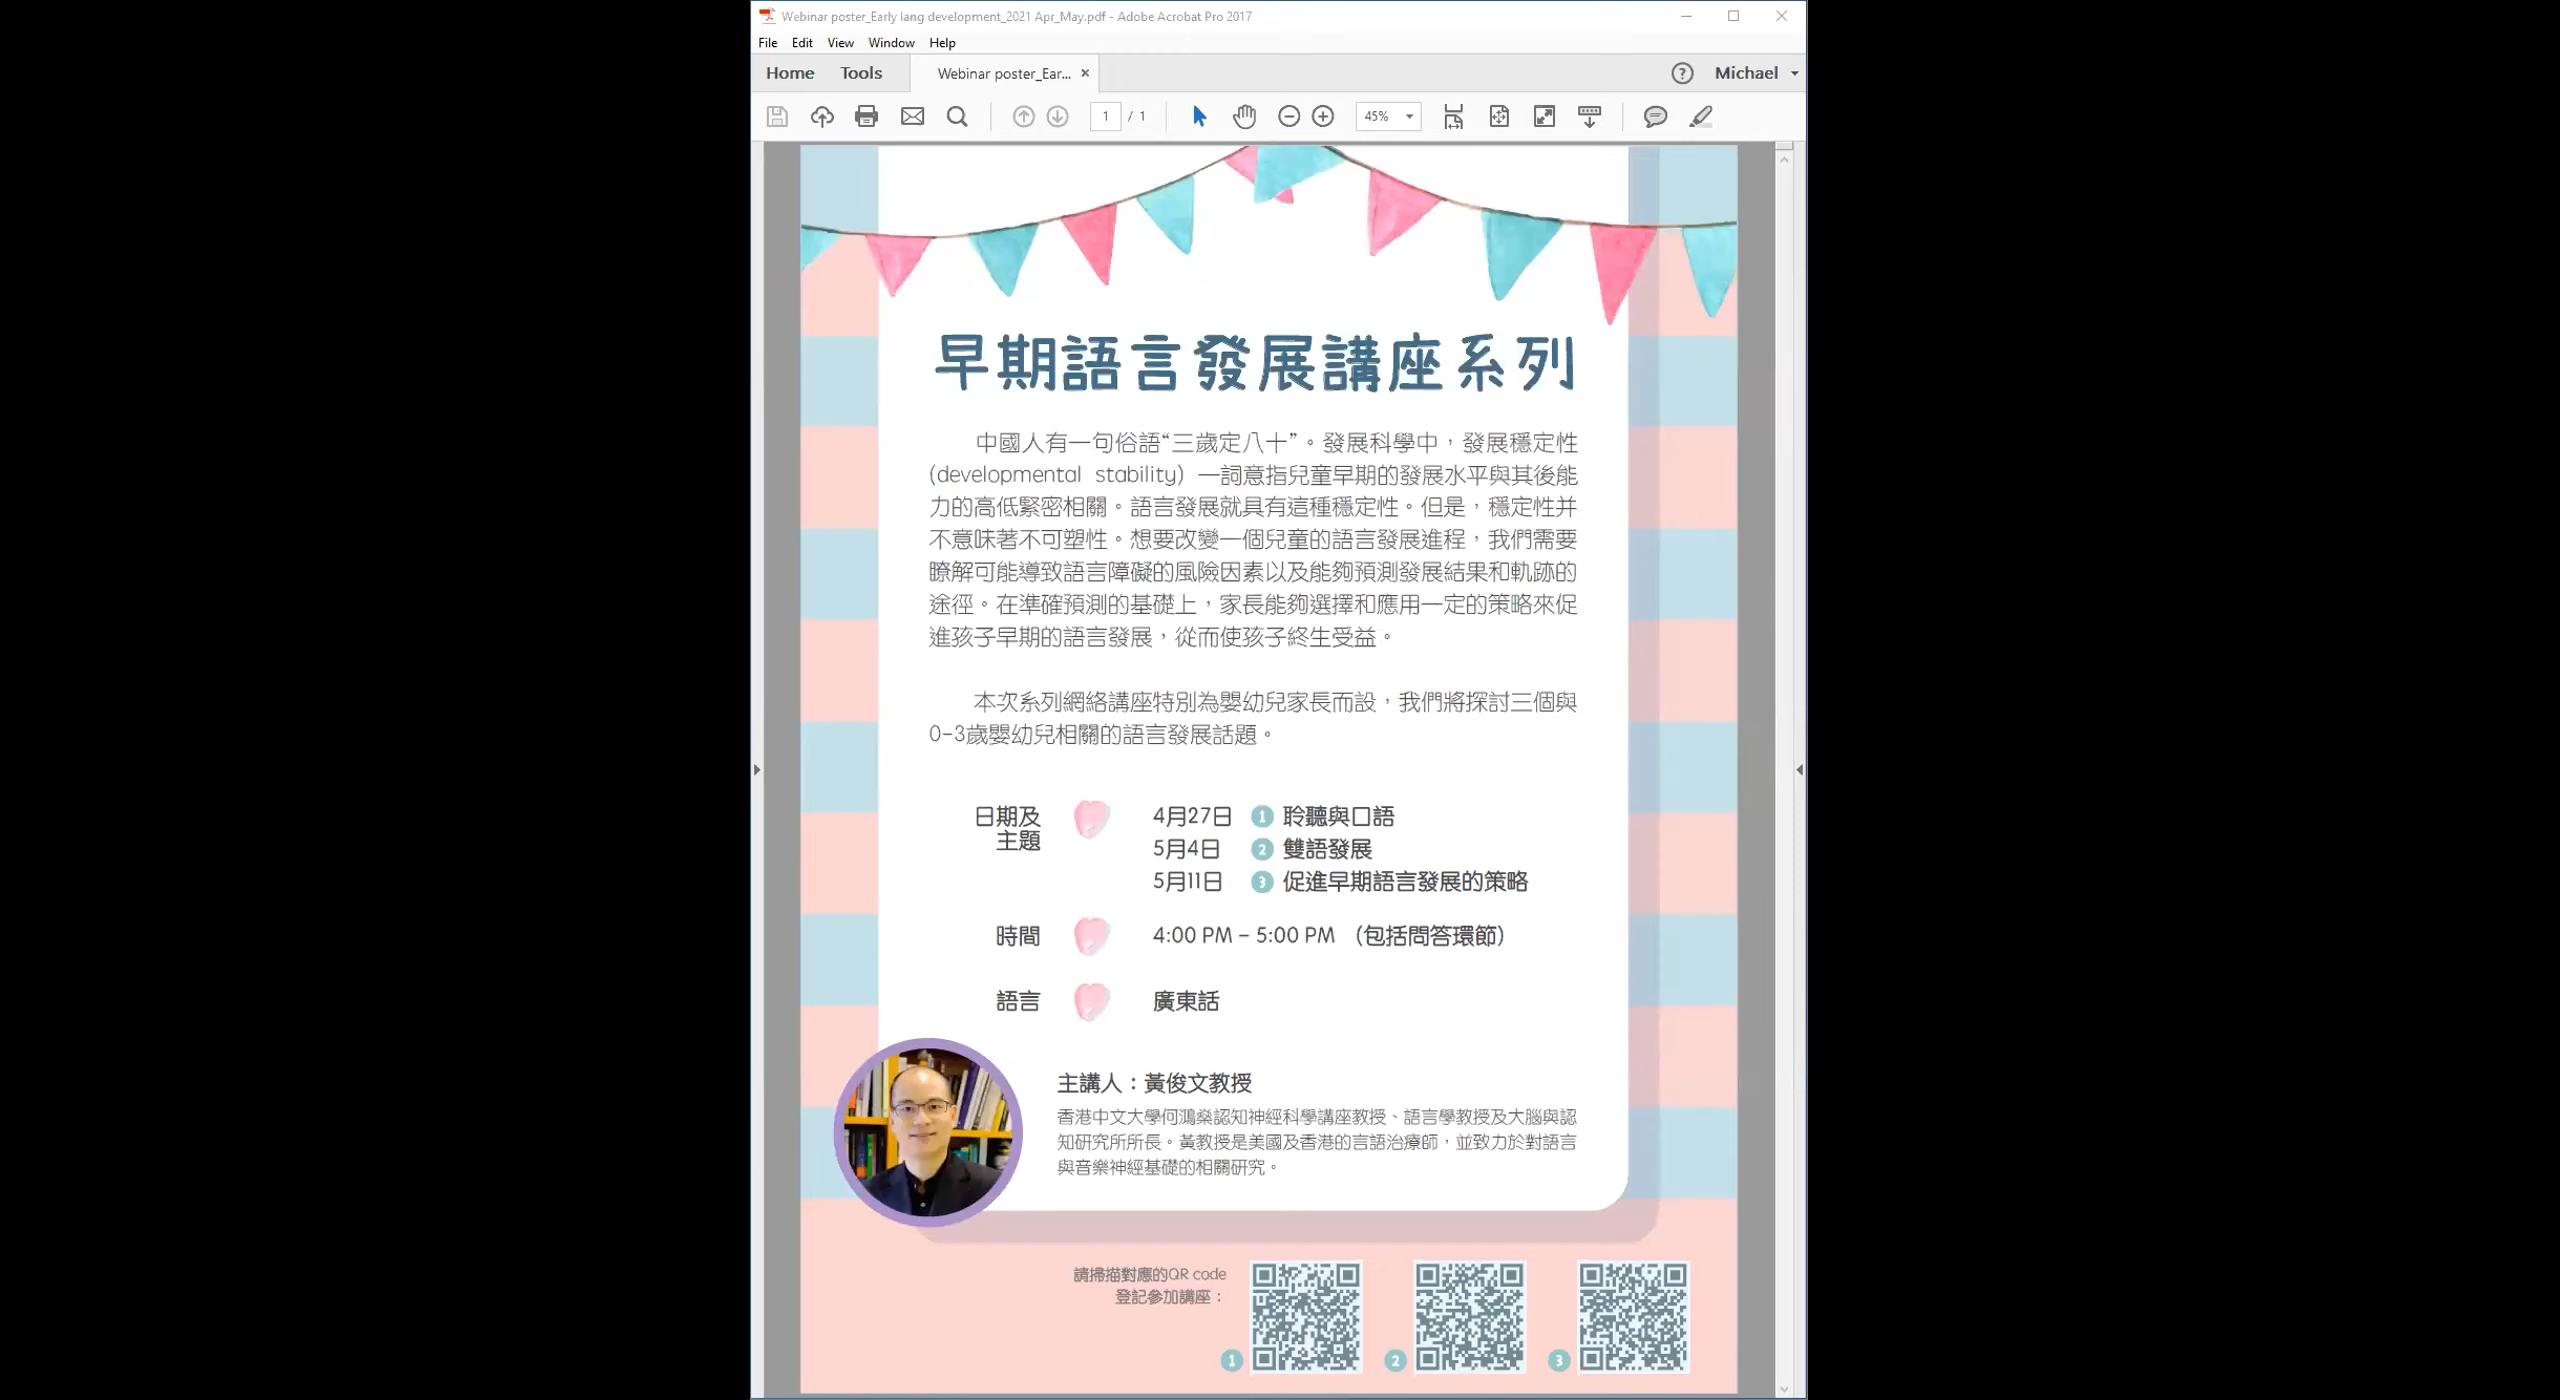 Webinar poster_Early lang development_2021 Apr_May.pdf - Adobe Acrobat Pro 2017
File Edit View Window Help
Home Tools Webinar poster_Ear... × Michael
1 / 1 45%
早期語言發展講座系列
中國人有一句俗語“三歲定八十”。發展科學中，發展穩定性
(developmental stability) 一詞意指兒童早期的發展水平與其後能
力的高低緊密相關。語言發展就具有這種穩定性。但是，穩定性并
不意味著不可塑性。想要改變一個兒童的語言發展進程，我們需要
瞭解可能導致語言障礙的風險因素以及能夠預測發展結果和軌跡的
途徑。在準確預測的基礎上，家長能夠選擇和應用一定的策略來促
進孩子早期的語言發展，從而使孩子終生受益。
本次系列網絡講座特別為嬰幼兒家長而設，我們將探討三個與
0-3歲嬰幼兒相關的語言發展話題。
日期及
主題
4月27日 1 聆聽與口語
5月4日 2 雙語發展
5月11日 3 促進早期語言發展的策略
時間 4:00 PM - 5:00 PM （包括問答環節）
語言 廣東話
主講人：黃俊文教授
香港中文大學何鴻燊認知神經科學講座教授、語言學教授及大腦與認
知研究所所長。黃教授是美國及香港的言語治療師，並致力於對語言
與音樂神經基礎的相關研究。
請掃描對應的QR code
登記參加講座：
1 2 3